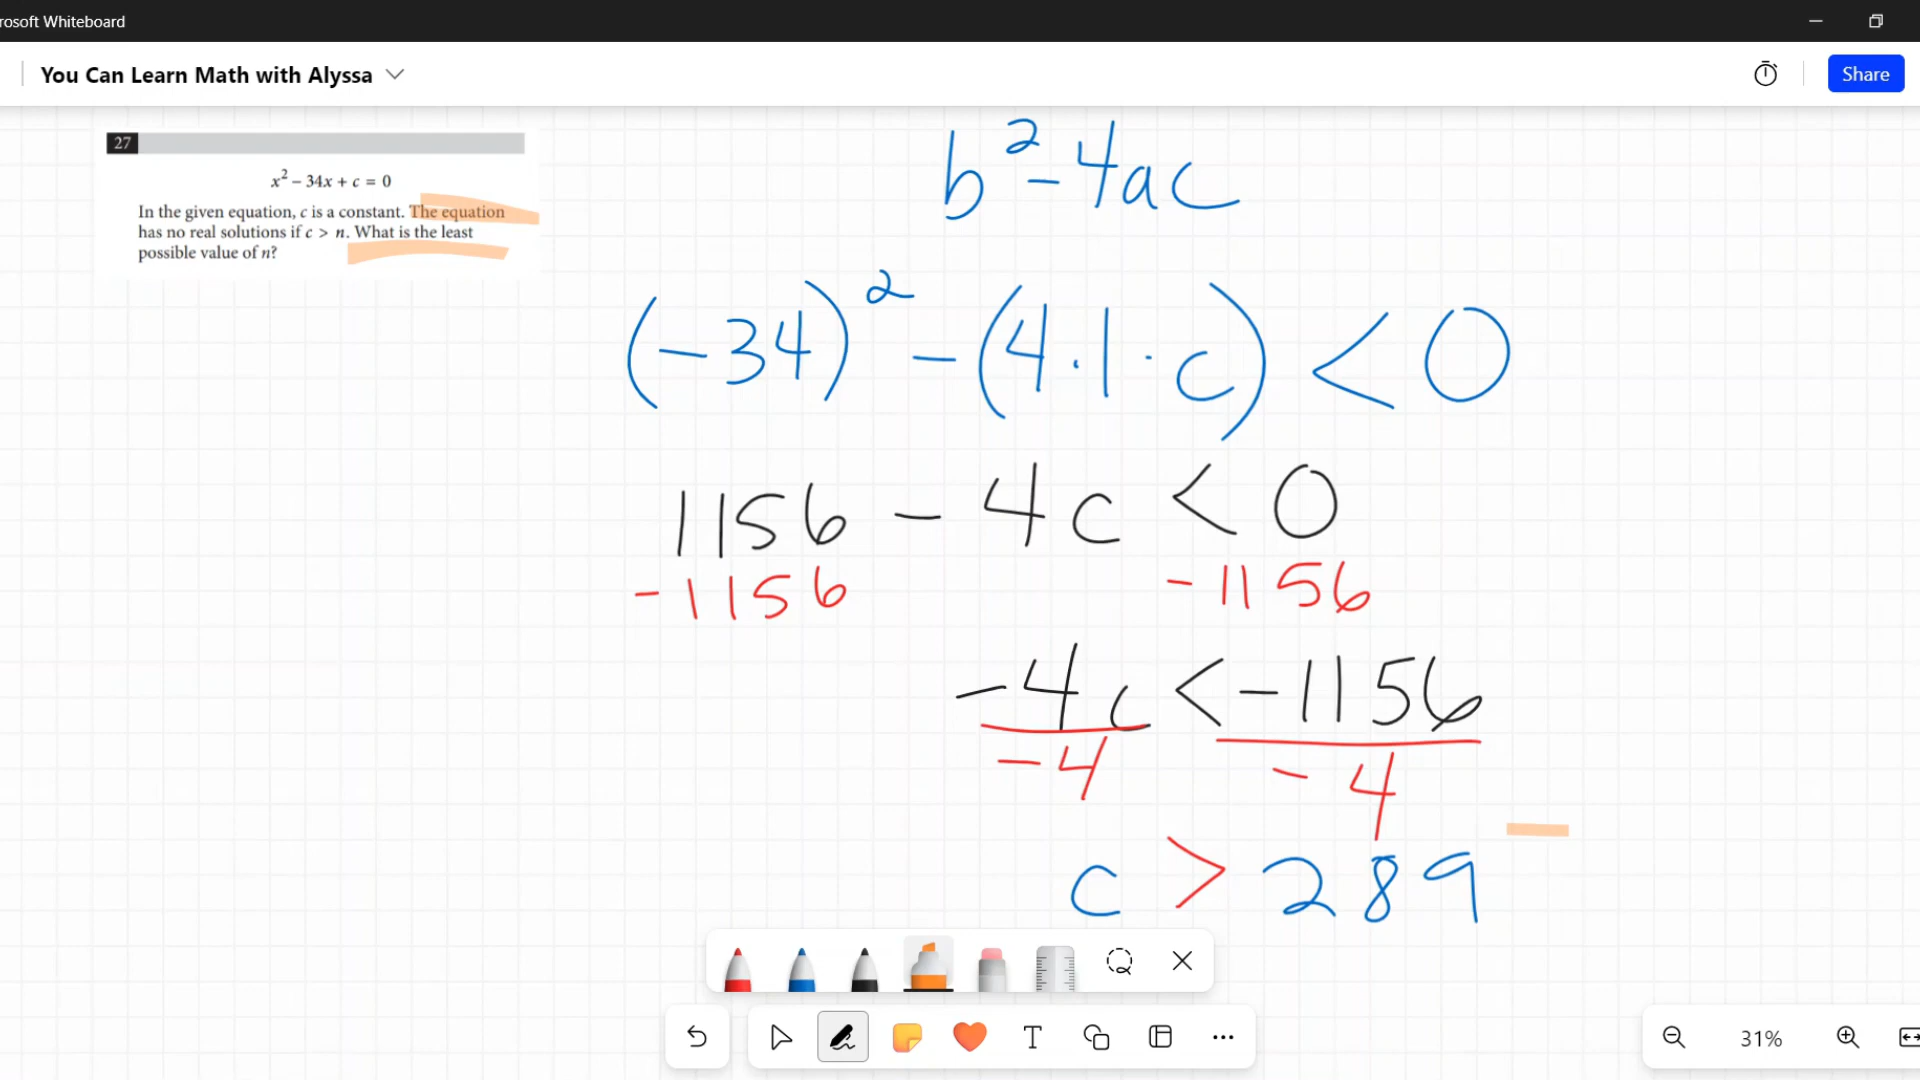 rosoft Whiteboard
You Can Learn Math with Alyssa
Share
27
x² − 34x + c = 0
In the given equation, c is a constant. The equation
has no real solutions if c > n. What is the least
possible value of n?
b² - 4ac
(-34)² - (4·1·c) < 0
1156 - 4c < 0
-1156 -1156
-4c < -1156
-4 -4
c > 289
T
31%